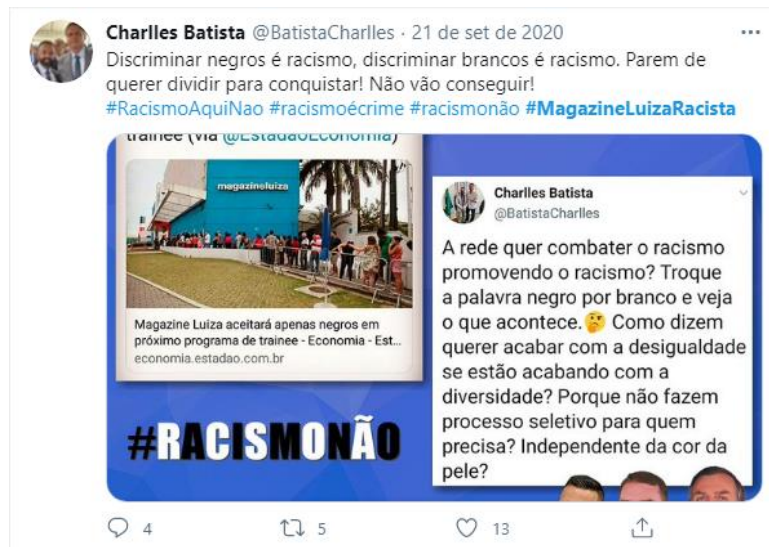 Charlles Batista @BatistaCharlles · 21 de set de 2020
Discriminar negros é racismo, discriminar brancos é racismo. Parem de
querer dividir para conquistar! Não vão conseguir!
#RacismoAquiNao #racismoécrime #racismonão #MagazineLuizaRacista
trainee (via @EstadaoEconomia)
magazineluiza
Magazine Luiza aceitará apenas negros em
próximo programa de trainee - Economia - Est...
economia.estadao.com.br
#RACISMONÃO
Charlles Batista
@BatistaCharlles
A rede quer combater o racismo
promovendo o racismo? Troque
a palavra negro por branco e veja
o que acontece.🤔 Como dizem
querer acabar com a desigualdade
se estão acabando com a
diversidade? Porque não fazem
processo seletivo para quem
precisa? Independente da cor da
pele?
4 5 13